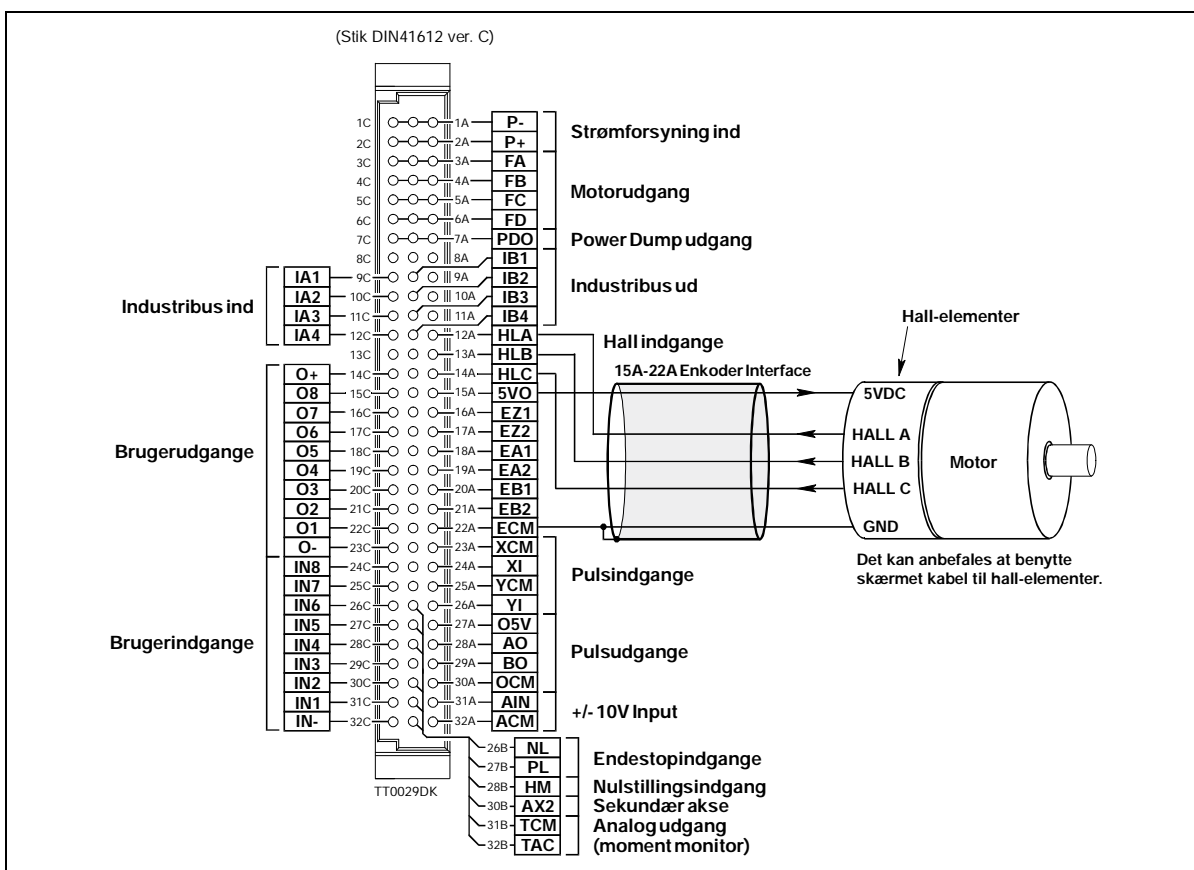 (Stik DIN41612 ver. C)
1C 1A P-
2C 2A P+
Strømforsyning ind
3C 3A FA
4C 4A FB
5C 5A FC
6C 6A FD
Motorudgang
7C 7A PDO
Power Dump udgang
8C 8A IB1
IA1 9C 9A IB2
IA2 10C 10A IB3
IA3 11C 11A IB4
Industribus ind
Industribus ud
IA4 12C 12A HLA
13C 13A HLB
O+ 14C 14A HLC
Hall indgange
O8 15C 15A 5VO
O7 16C 16A EZ1
O6 17C 17A EZ2
O5 18C 18A EA1
O4 19C 19A EA2
O3 20C 20A EB1
O2 21C 21A EB2
O1 22C 22A ECM
Brugerudgange
15A-22A Enkoder Interface
Hall-elementer
5VDC
HALL A
HALL B
HALL C
GND
Motor
Det kan anbefales at benytte
skærmet kabel til hall-elementer.
O- 23C 23A XCM
IN8 24C 24A XI
IN7 25C 25A YCM
IN6 26C 26A YI
Pulsindgange
IN5 27C 27A O5V
IN4 28C 28A AO
IN3 29C 29A BO
IN2 30C 30A OCM
Brugerindgange
Pulsudgange
IN1 31C 31A AIN
IN- 32C 32A ACM
+/- 10V Input
26B NL
27B PL
Endestopindgange
28B HM
Nulstillingsindgang
30B AX2
Sekundær akse
31B TCM
32B TAC
Analog udgang
(moment monitor)
TT0029DK